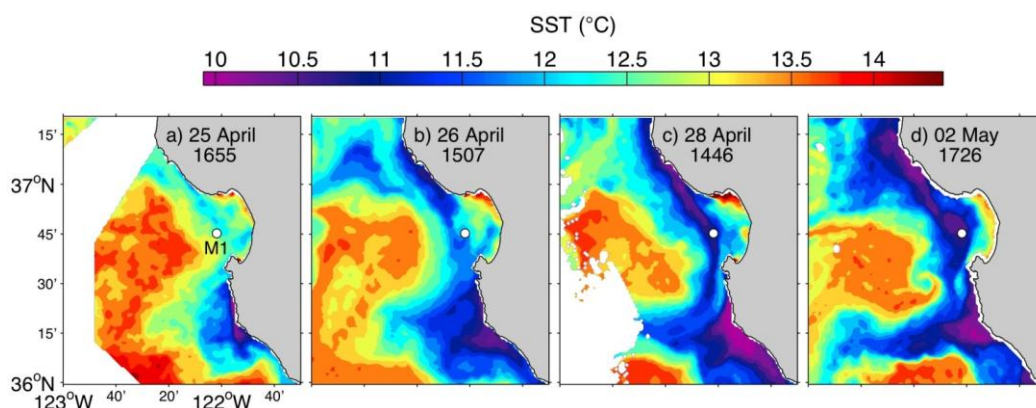 SST (°C)
10 10.5 11 11.5 12 12.5 13 13.5 14
a) 25 April
1655
b) 26 April
1507
c) 28 April
1446
d) 02 May
1726
15'
37°N
45'
30'
15'
36°N
M1
123°W 40' 20' 122°W